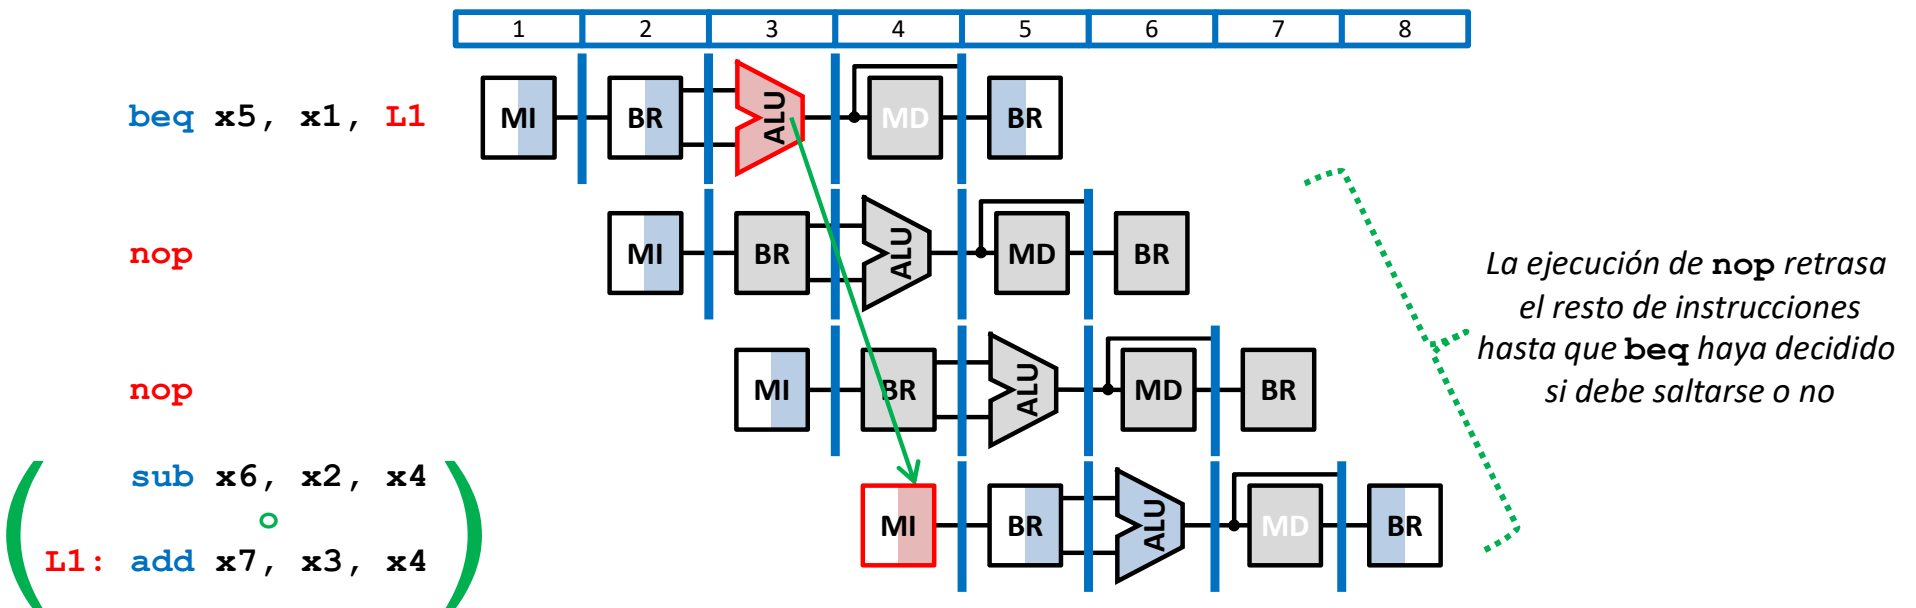 1 2 3 4 5 6 7 8
beq x5, x1, L1 MI BR ALU MD BR
nop MI BR ALU MD BR
nop MI BR ALU MD BR
sub x6, x2, x4
o
L1: add x7, x3, x4
MI BR ALU MD BR
La ejecución de nop retrasa
el resto de instrucciones
hasta que beq haya decidido
si debe saltarse o no